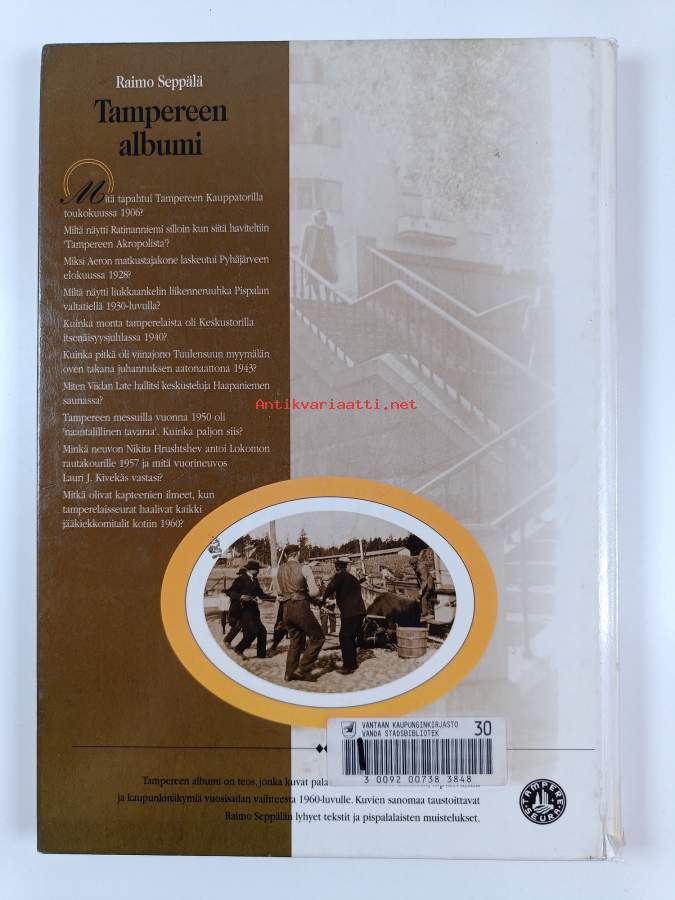 Raimo Seppälä
Tampereen
albumi
Mitä tapahtui Tampereen Kauppatorilla
toukokuussa 1906?
Miltä näytti Ratinanniemi silloin kun siitä haviteltiin
'Tampereen Akropolista'?
Miksi Aeron matkustajakone laskeutui Pyhäjärveen
elokuussa 1928?
Miltä näytti liukkaankelin liikenneruuhka Pispalan
valtatiellä 1930-luvulla?
Kuinka monta tamperelaista oli Keskustorilla
itsenäisyysjuhlassa 1940?
Kuinka pitkä oli viinajono Tuulensuun myymälän
oven takana juhannuksen aatonaattona 1943?
Miten Viidan Late hallitsi keskusteluja Haapaniemen
saunassa?
Antikvariaatti.net
Tampereen messuilla vuonna 1950 oli
'naantalillinen tavaraa'. Kuinka paljon siis?
Minkä neuvon Nikita Hrushtshev antoi Lokomon
rautakourille 1957 ja mitä vuorineuvos
Lauri J. Kivekäs vastasi?
Mitkä olivat kapteenien ilmeet, kun
tamperelaisseurat haalivat kaikki
jääkiekkomitalit kotiin 1960?
VANTAAN KAUPUNGINKIRJASTO
VANDA STADSBIBLIOTEK
30
3 0092 00738 3848
Tampereen albumi on teos, jonka kuvat
ja kaupunkinäkymiä vuosisadan vaihteesta 1960-luvulle. Kuvien sanomaa taustoittavat
Raimo Seppälän lyhyet tekstit ja pispalalaisten muistelukset.
TAMPERE
SEURA